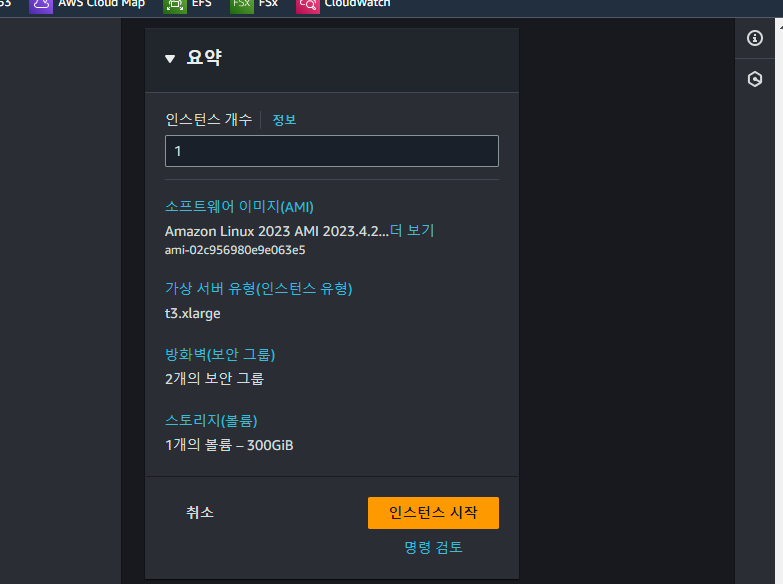 53 AWS Cloud Map EFS FSx FSx CloudWatch
▼ 요약
인스턴스 개수 정보
1
소프트웨어 이미지(AMI)
Amazon Linux 2023 AMI 2023.4.2...더 보기
ami-02c956980e9e063e5
가상 서버 유형(인스턴스 유형)
t3.xlarge
방화벽(보안 그룹)
2개의 보안 그룹
스토리지(볼륨)
1개의 볼륨 – 300GiB
취소 인스턴스 시작
명령 검토